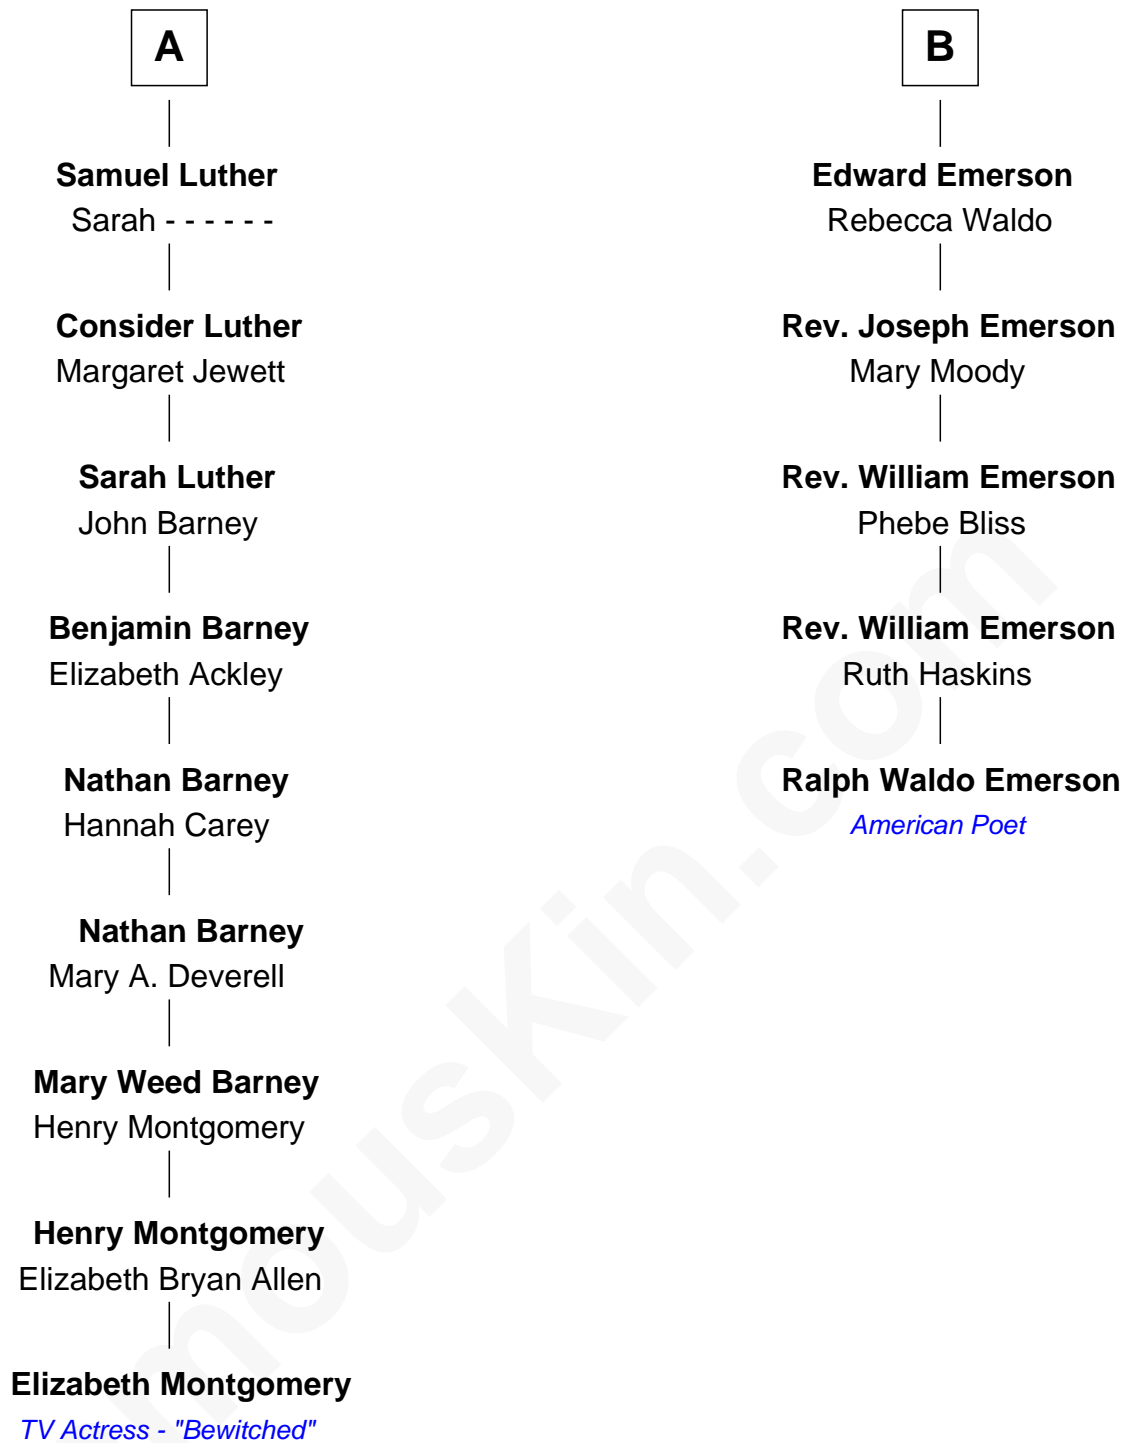 A
Samuel Luther
Sarah - - - - - -
Consider Luther
Margaret Jewett
Sarah Luther
John Barney
Benjamin Barney
Elizabeth Ackley
Nathan Barney
Hannah Carey
Nathan Barney
Mary A. Deverell
Mary Weed Barney
Henry Montgomery
Henry Montgomery
Elizabeth Bryan Allen
Elizabeth Montgomery
TV Actress - "Bewitched"
B
Edward Emerson
Rebecca Waldo
Rev. Joseph Emerson
Mary Moody
Rev. William Emerson
Phebe Bliss
Rev. William Emerson
Ruth Haskins
Ralph Waldo Emerson
American Poet
mousKin.com